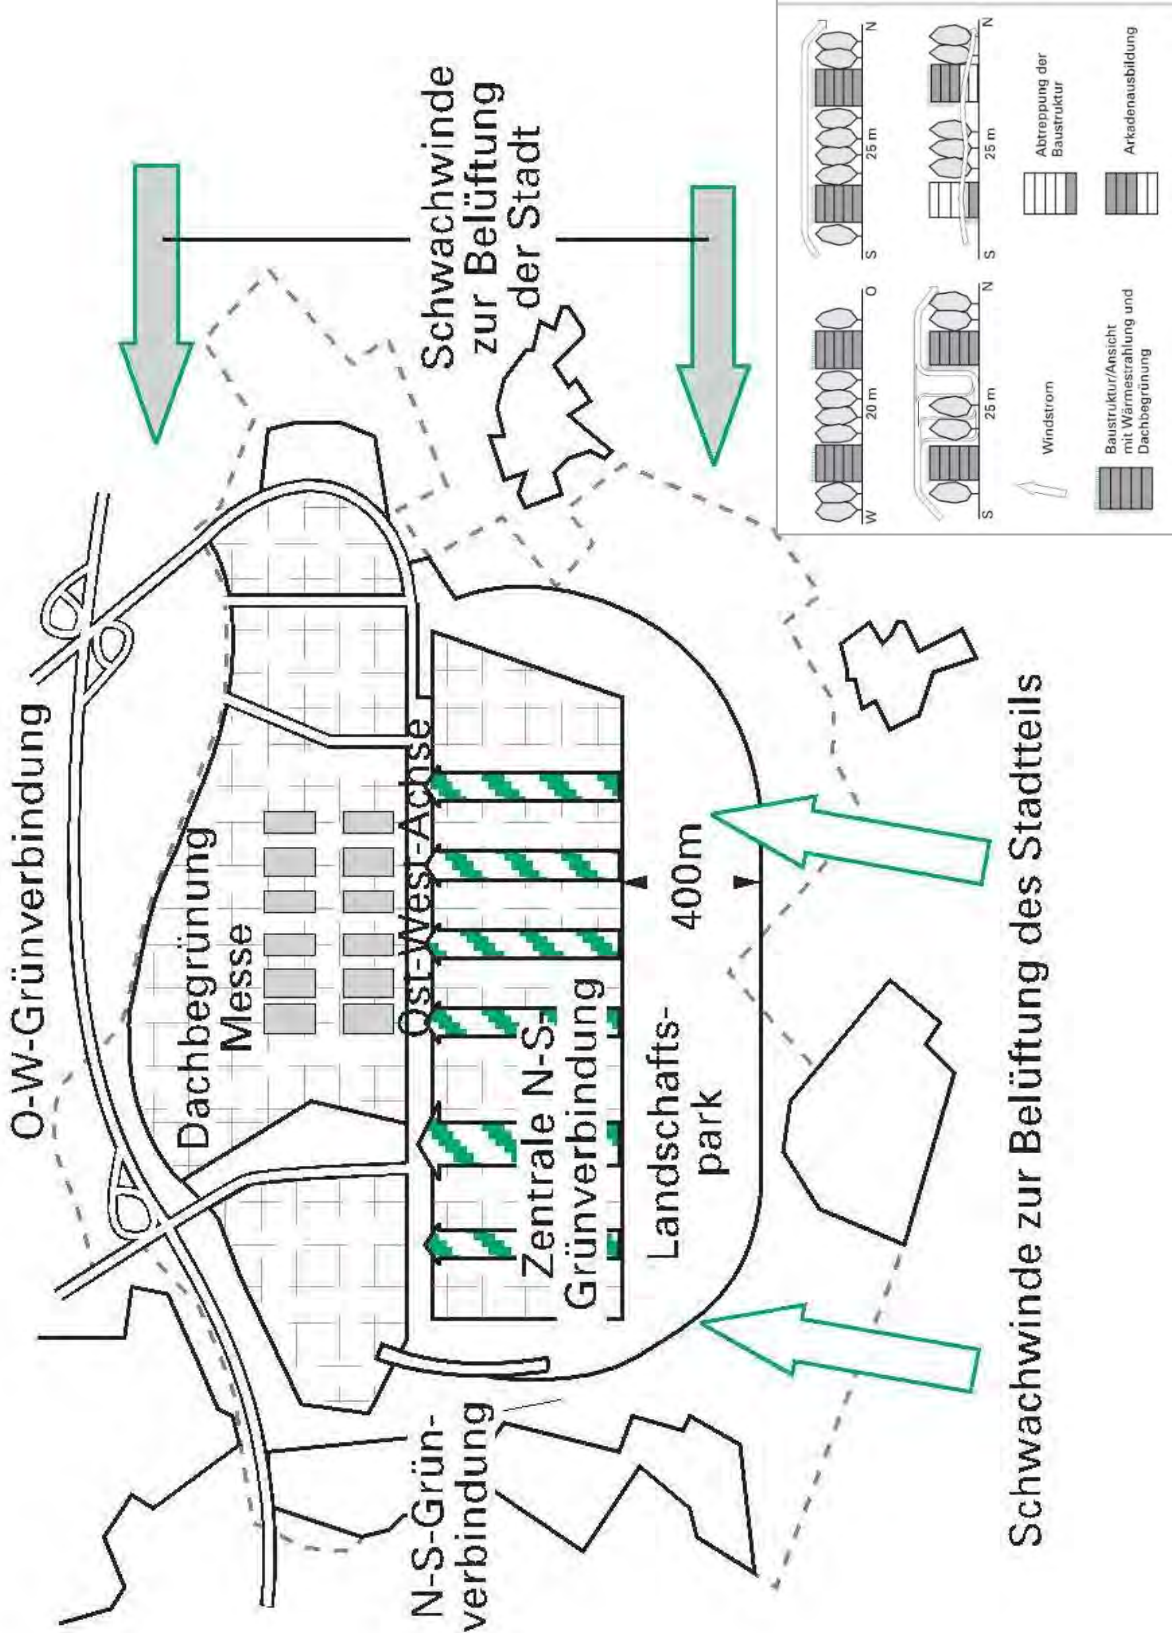 O-W-Grünverbindung
Dachbegrünung
Messe
Ost-West-Achse
Zentrale N-S-
Grünverbindung
Landschafts-
park
400m
N-S-Grün-
verbindung
Schwachwinde
zur Belüftung
der Stadt
Schwachwinde zur Belüftung des Stadtteils
W
20 m
O
S
25 m
N
S
25 m
N
S
25 m
N
Windstrom
Abtreppung der
Baustruktur
Baustruktur/Ansicht
mit Wärmestrahlung und
Dachbegrünung
Arkadenausbildung